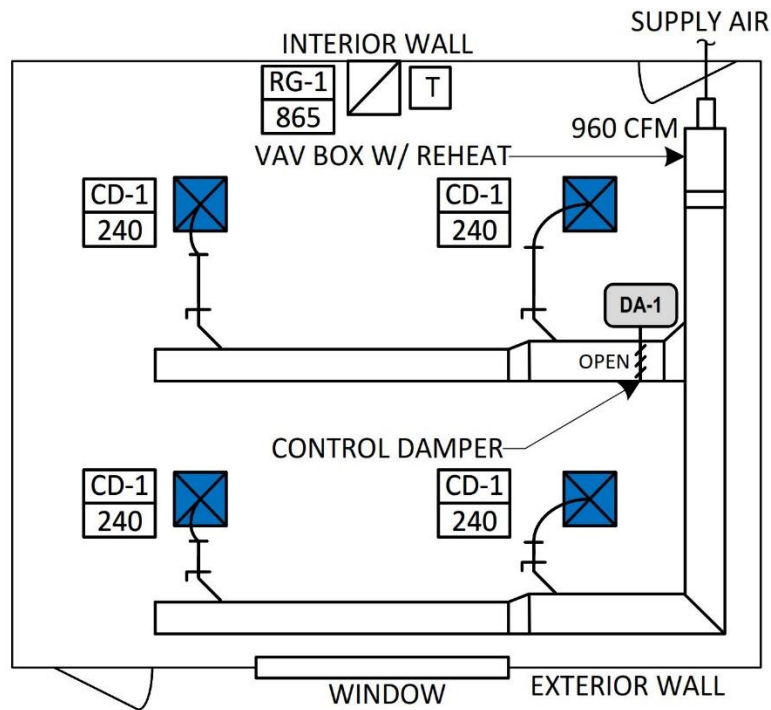 SUPPLY AIR
INTERIOR WALL
RG-1
865
T
960 CFM
VAV BOX W/ REHEAT
CD-1
240
CD-1
240
DA-1
OPEN
CONTROL DAMPER
CD-1
240
CD-1
240
WINDOW
EXTERIOR WALL